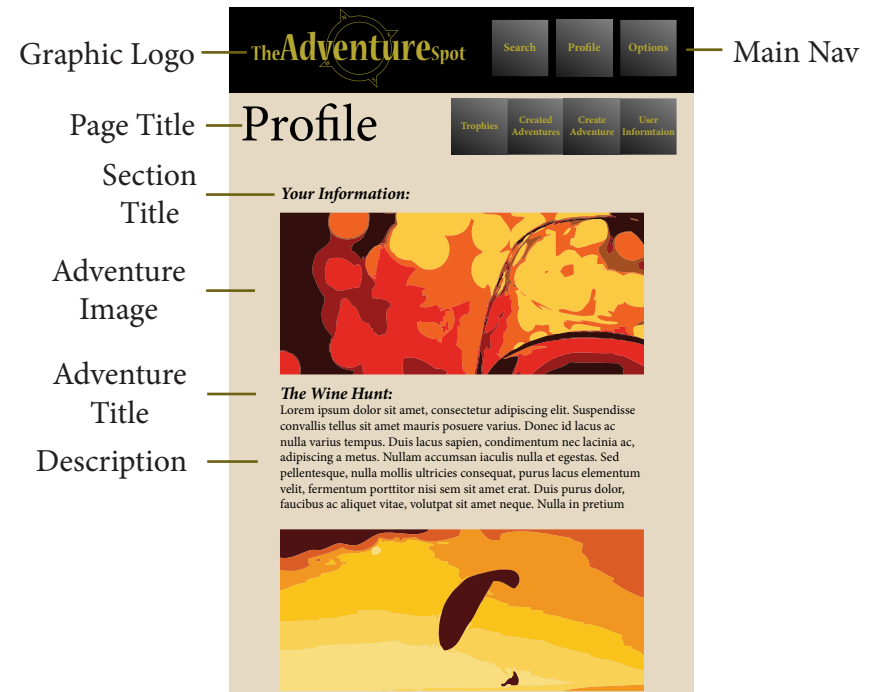 Graphic Logo
TheAdventureSpot
Search
Profile
Options
Main Nav
Page Title
Profile
Trophies
Created
Adventures
Create
Adventure
User
Informtaion
Section
Title
Your Information:
Adventure
Image
Adventure
Title
The Wine Hunt:
Description
Lorem ipsum dolor sit amet, consectetur adipiscing elit. Suspendisse
convallis tellus sit amet mauris posuere varius. Donec id lacus ac
nulla varius tempus. Duis lacus sapien, condimentum nec lacinia ac,
adipiscing a metus. Nullam accumsan iaculis nulla et egestas. Sed
pellentesque, nulla mollis ultricies consequat, purus lacus elementum
velit, fermentum porttitor nisi sem sit amet erat. Duis purus dolor,
faucibus ac aliquet vitae, volutpat sit amet neque. Nulla in pretium